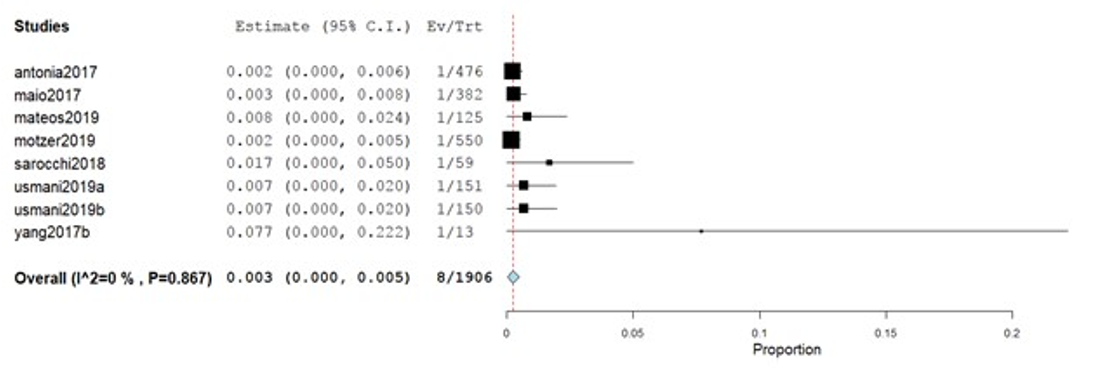 Studies Estimate (95% C.I.) Ev/Trt
antonia2017 0.002 (0.000, 0.006) 1/476
maio2017 0.003 (0.000, 0.008) 1/382
mateos2019 0.008 (0.000, 0.024) 1/125
motzer2019 0.002 (0.000, 0.005) 1/550
sarocchi2018 0.017 (0.000, 0.050) 1/59
usmani2019a 0.007 (0.000, 0.020) 1/151
usmani2019b 0.007 (0.000, 0.020) 1/150
yang2017b 0.077 (0.000, 0.222) 1/13
Overall (I^2=0 % , P=0.867) 0.003 (0.000, 0.005) 8/1906
0 0.05 0.1 0.15 0.2
Proportion